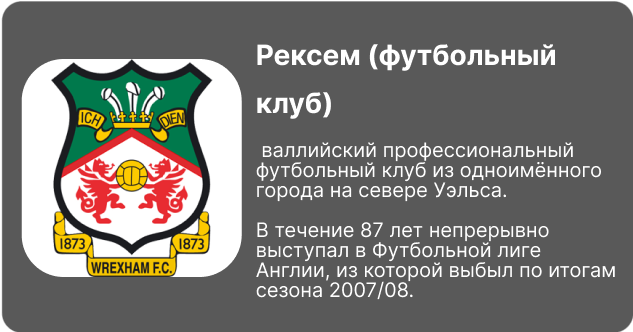 Рексем (футбольный
клуб)
валлийский профессиональный
футбольный клуб из одноимённого
города на севере Уэльса.
В течение 87 лет непрерывно
выступал в Футбольной лиге
Англии, из которой выбыл по итогам
сезона 2007/08.
ICH DIEN
1873 1873
WREXHAM F.C.